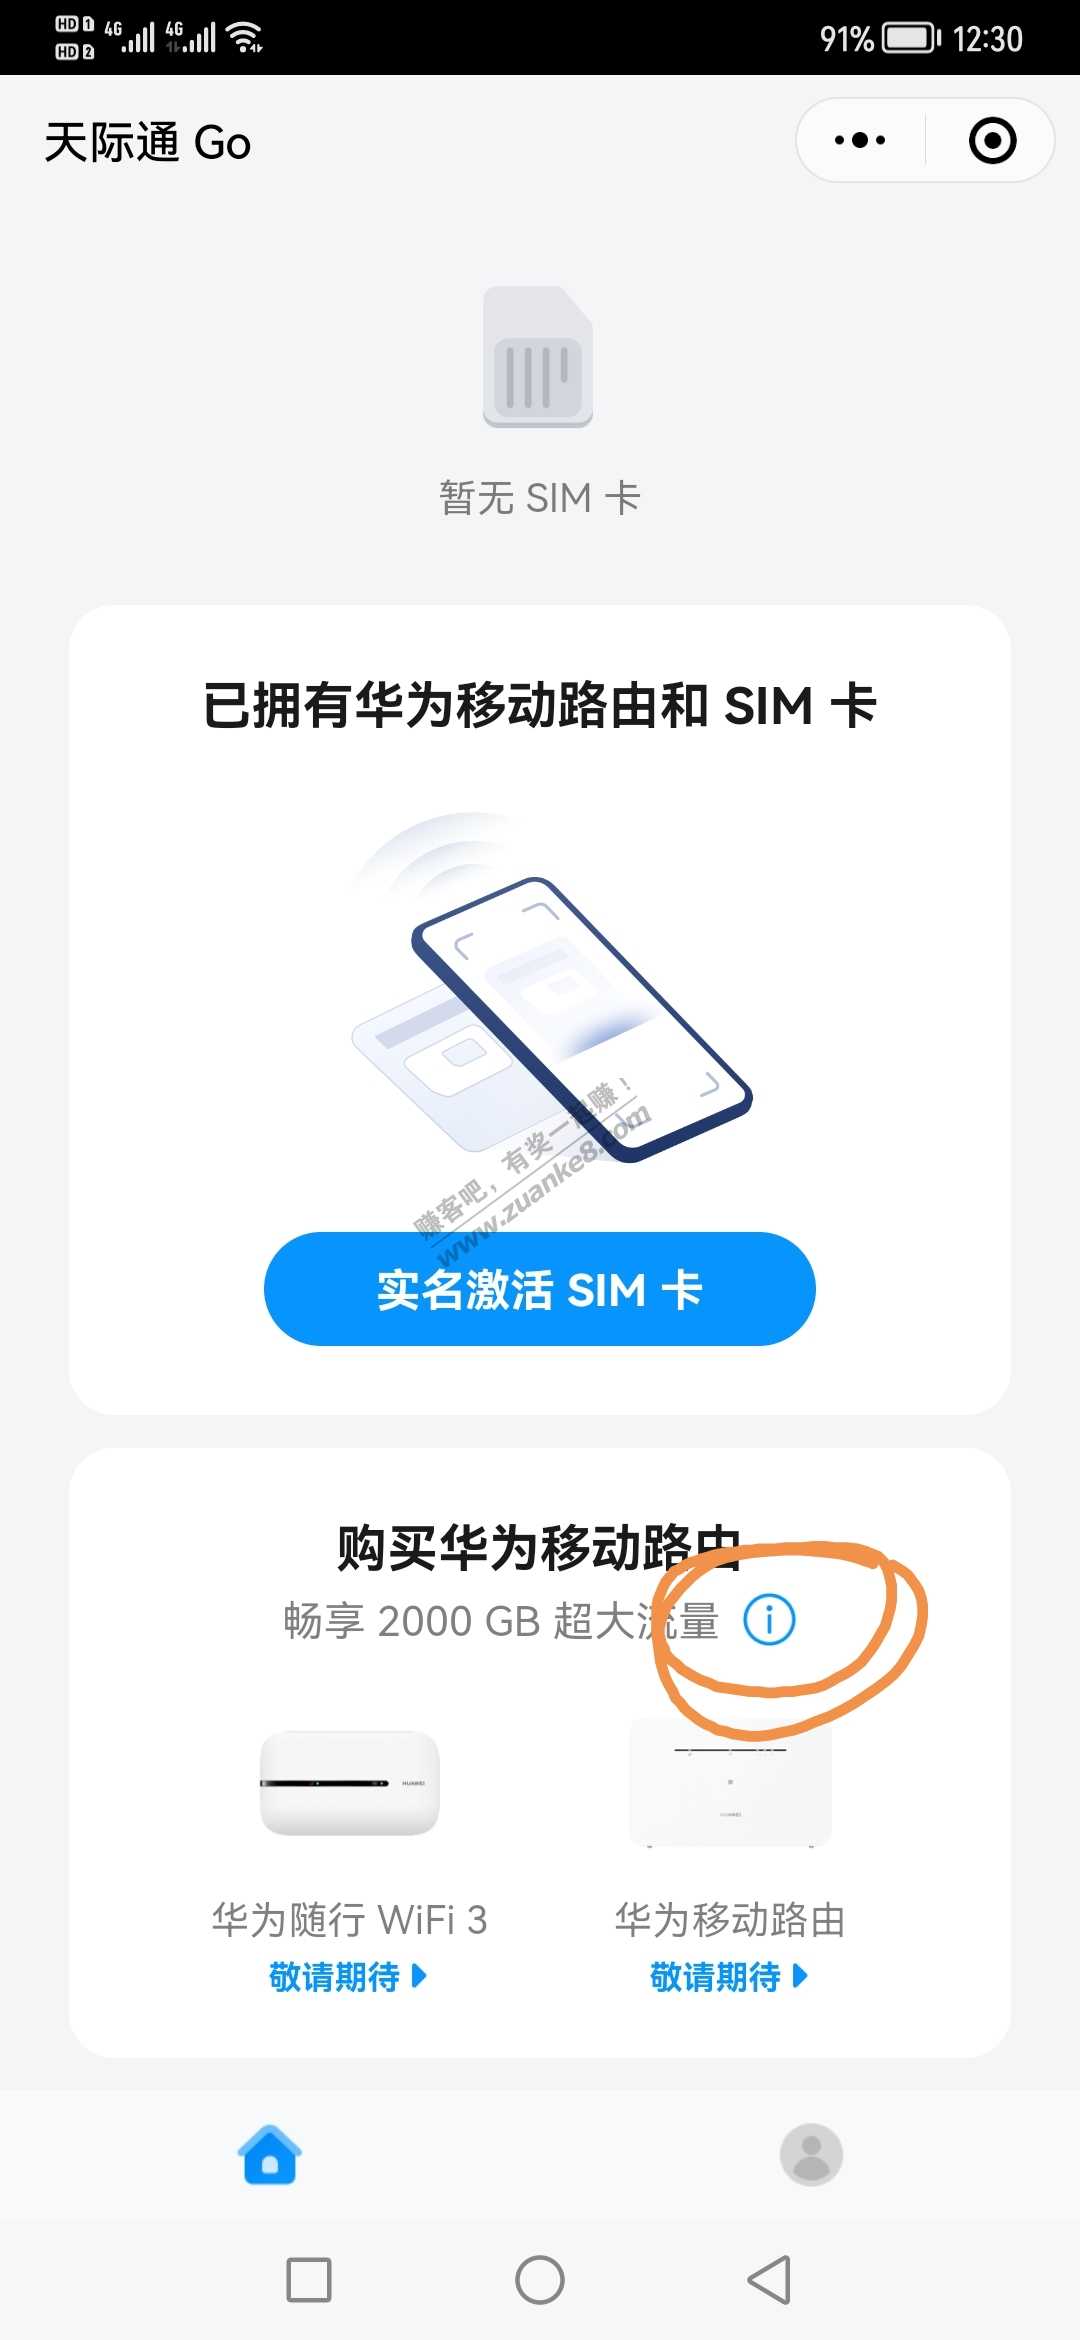 HD 1 4G 4G 91% 12:30
HD 2
天际通 Go
暂无 SIM 卡
已拥有华为移动路由和 SIM 卡
赚客吧，有奖一起赚！
www.zuanke8.com
实名激活 SIM 卡
购买华为移动路由
畅享 2000 GB 超大流量 i
HUAWEI
HUAWEI
华为随行 WiFi 3 华为移动路由
敬请期待 敬请期待